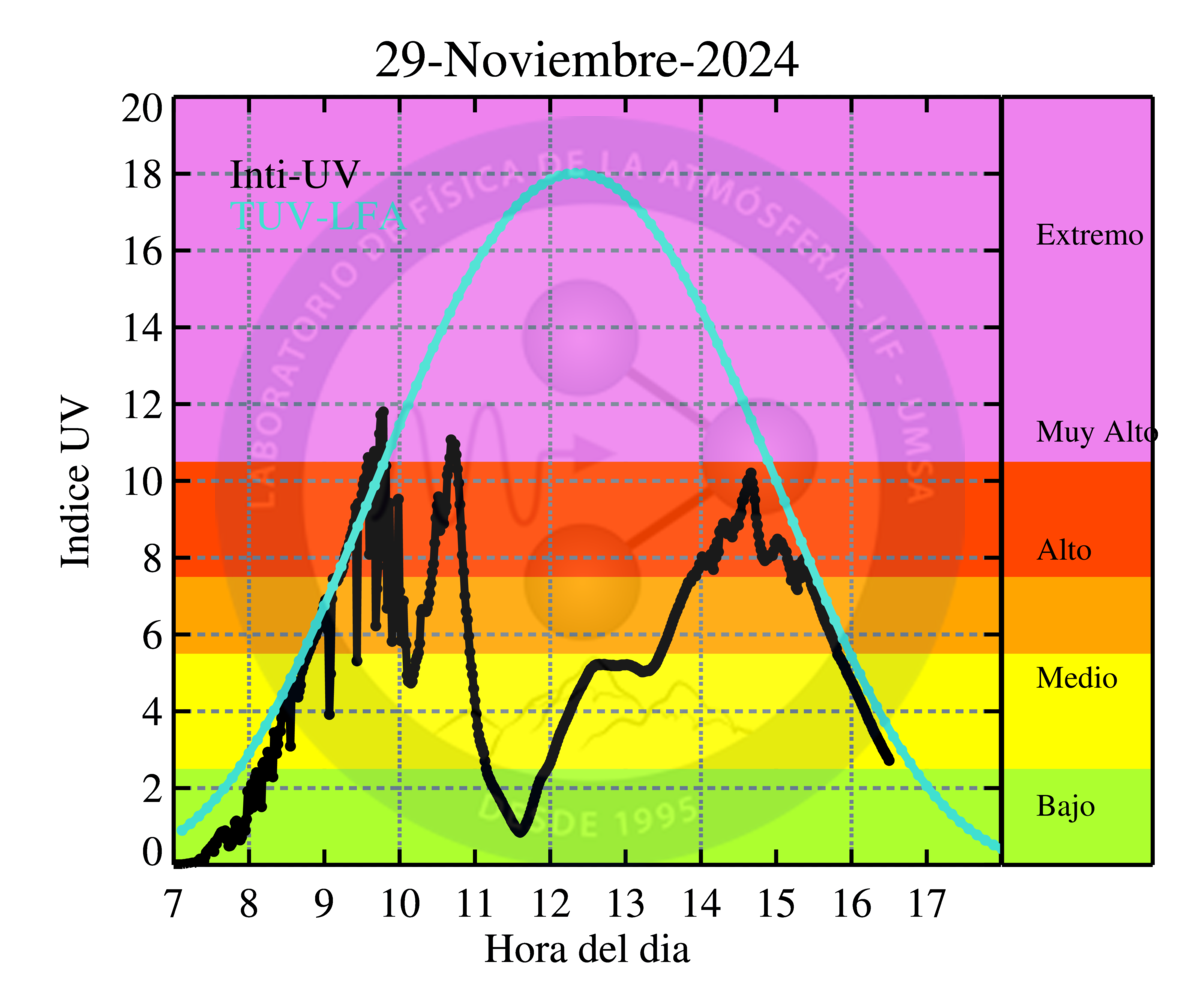 29-Noviembre-2024
20
18
16
14
12
10
8
6
4
2
0
Indice UV
Inti-UV
TUV-LFA
LABORATORIO DE FÍSICA DE LA ATMÓSFERA - IIF - UMSA
DESDE 1995
Extremo
Muy Alto
Alto
Medio
Bajo
7 8 9 10 11 12 13 14 15 16 17
Hora del dia